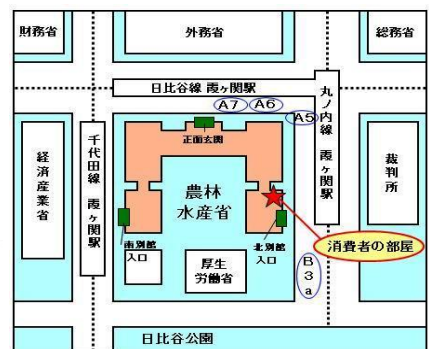 財務省
外務省
総務省
日比谷線 霞ヶ関駅
A7
A6
A5
丸ノ内線 霞ヶ関駅
千代田線 霞ヶ関駅
経済産業省
正面玄関
裁判所
農林
水産省
消費者の部屋
南別館
入口
北別館
入口
厚生
労働省
B3a
日比谷公園